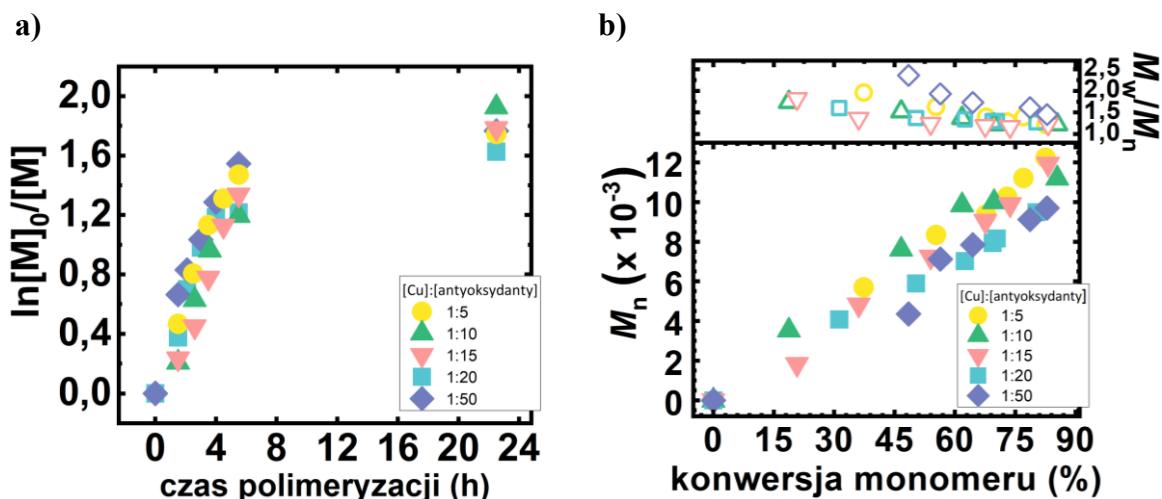 a)
ln[M]₀/[M]
2,0
1,6
1,2
0,8
0,4
0,0
0 4 8 12 16 20 24
czas polimeryzacji (h)
[Cu]:[antyoksydanty]
1:5
1:10
1:15
1:20
1:50
b)
2,5
2,0
1,5
1,0
Mw/Mn
Mn (x 10⁻³)
12
10
8
6
4
2
0
0 15 30 45 60 75 90
konwersja monomeru (%)
[Cu]:[antyoksydanty]
1:5
1:10
1:15
1:20
1:50